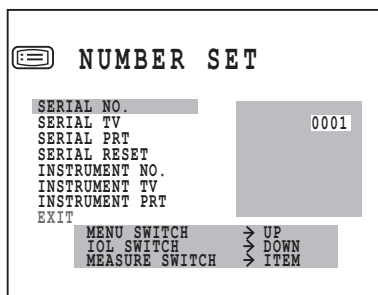 NUMBER SET
SERIAL NO.
SERIAL TV 0001
SERIAL PRT
SERIAL RESET
INSTRUMENT NO.
INSTRUMENT TV
INSTRUMENT PRT
EXIT
MENU SWITCH → UP
IOL SWITCH → DOWN
MEASURE SWITCH → ITEM